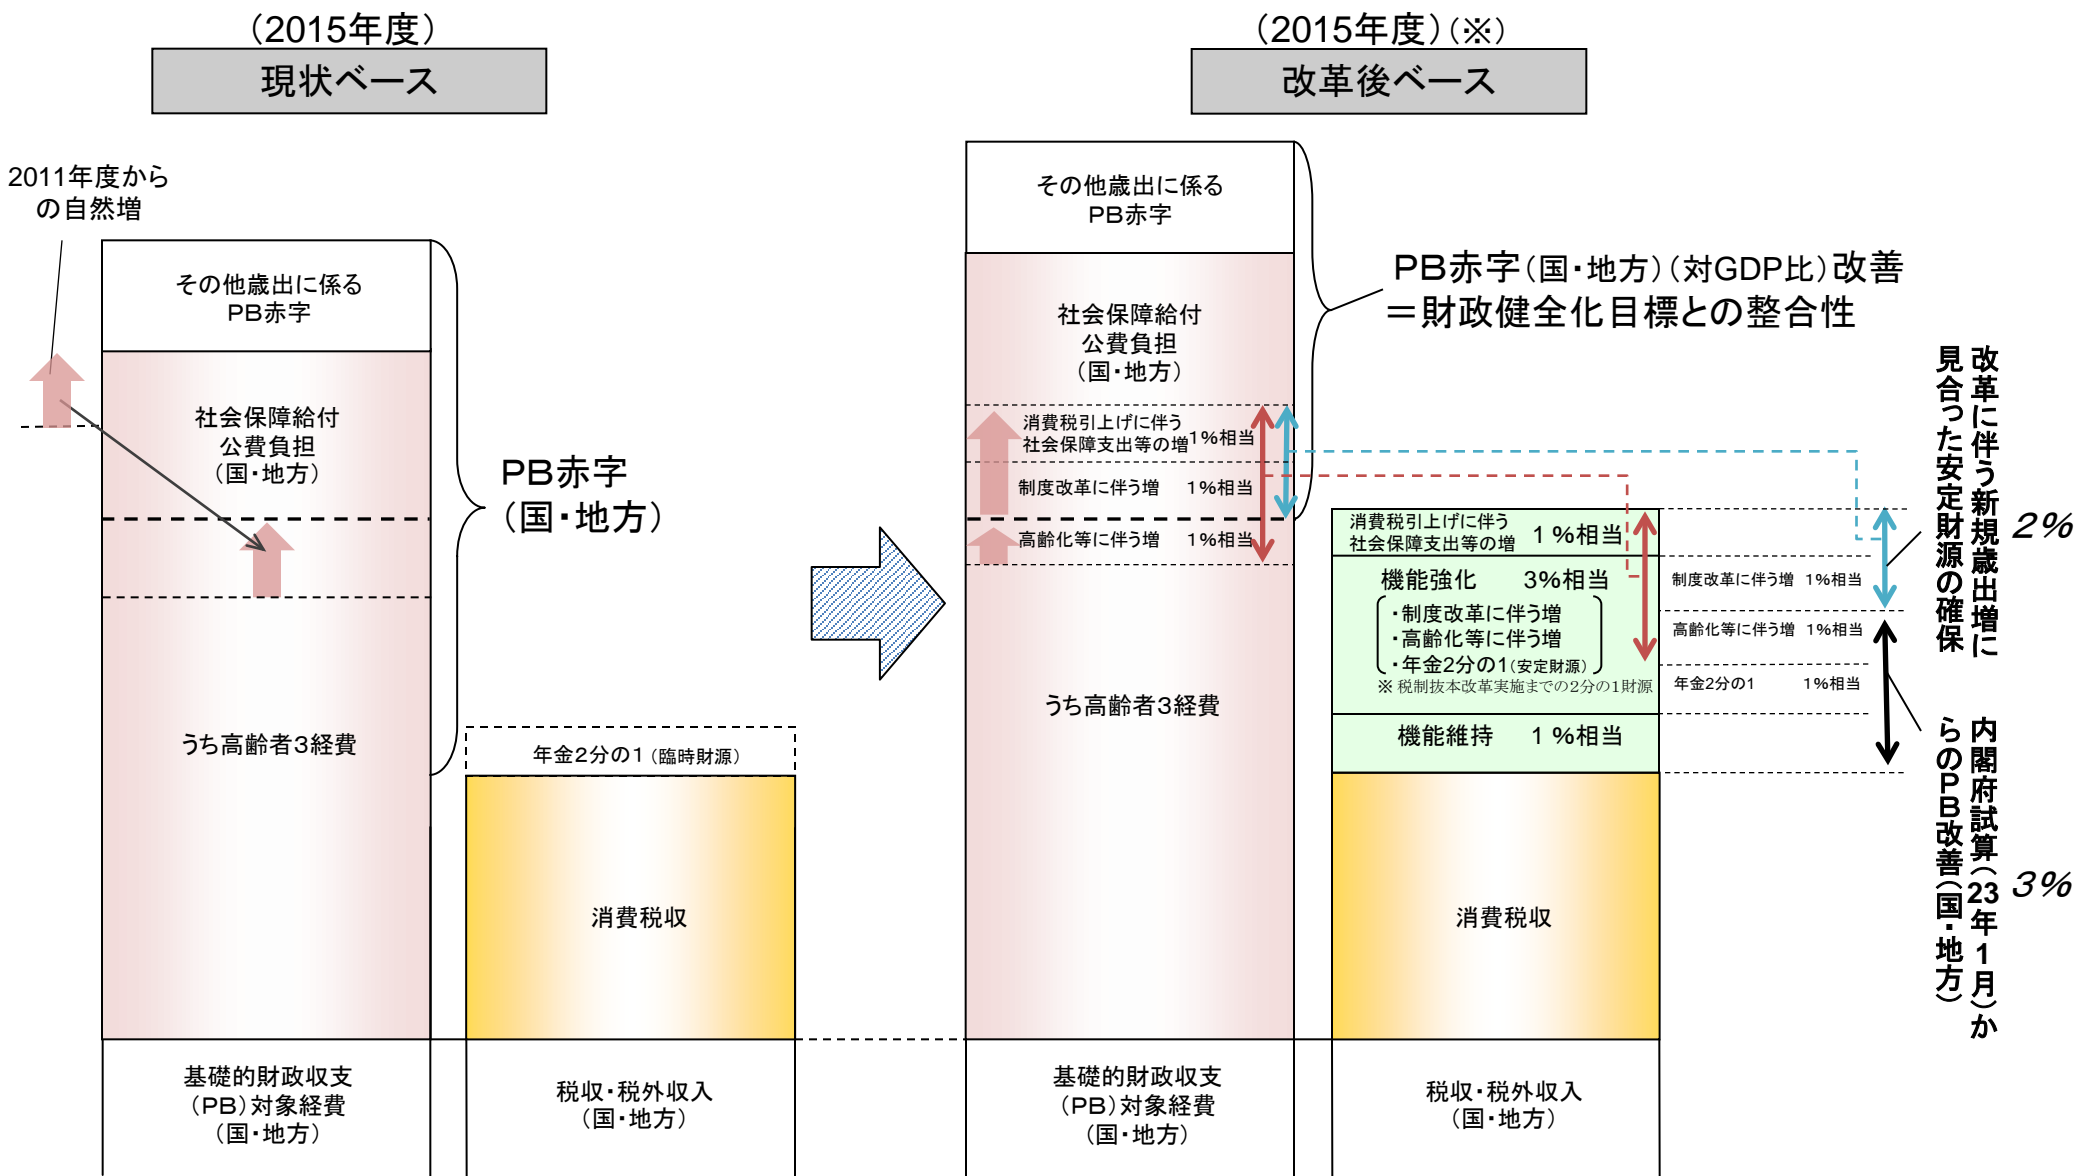 （2015年度）
現状ベース
2011年度から
の自然増
その他歳出に係る
ＰＢ赤字
社会保障給付
公費負担
（国・地方）
うち高齢者３経費
ＰＢ赤字
（国・地方）
年金2分の1（臨時財源）
消費税収
基礎的財政収支
（ＰＢ）対象経費
（国・地方）
税収・税外収入
（国・地方）
（2015年度）（※）
改革後ベース
その他歳出に係る
ＰＢ赤字
社会保障給付
公費負担
（国・地方）
消費税引上げに伴う
社会保障支出等の増 1％相当
制度改革に伴う増 1％相当
高齢化等に伴う増 1％相当
うち高齢者３経費
ＰＢ赤字（国・地方）（対GDP比）改善
＝財政健全化目標との整合性
消費税引上げに伴う
社会保障支出等の増 1％相当
機能強化 3％相当
・制度改革に伴う増
・高齢化等に伴う増
・年金2分の1（安定財源）
※税制抜本改革実施までの2分の1財源
機能維持 1％相当
消費税収
制度改革に伴う増 1％相当
高齢化等に伴う増 1％相当
年金2分の1 1％相当
改革に伴う新規歳出増に
見合った安定財源の確保
2％
内閣府試算（23年１月）か
らのＰＢ改善（国・地方）
3％
基礎的財政収支
（ＰＢ）対象経費
（国・地方）
税収・税外収入
（国・地方）